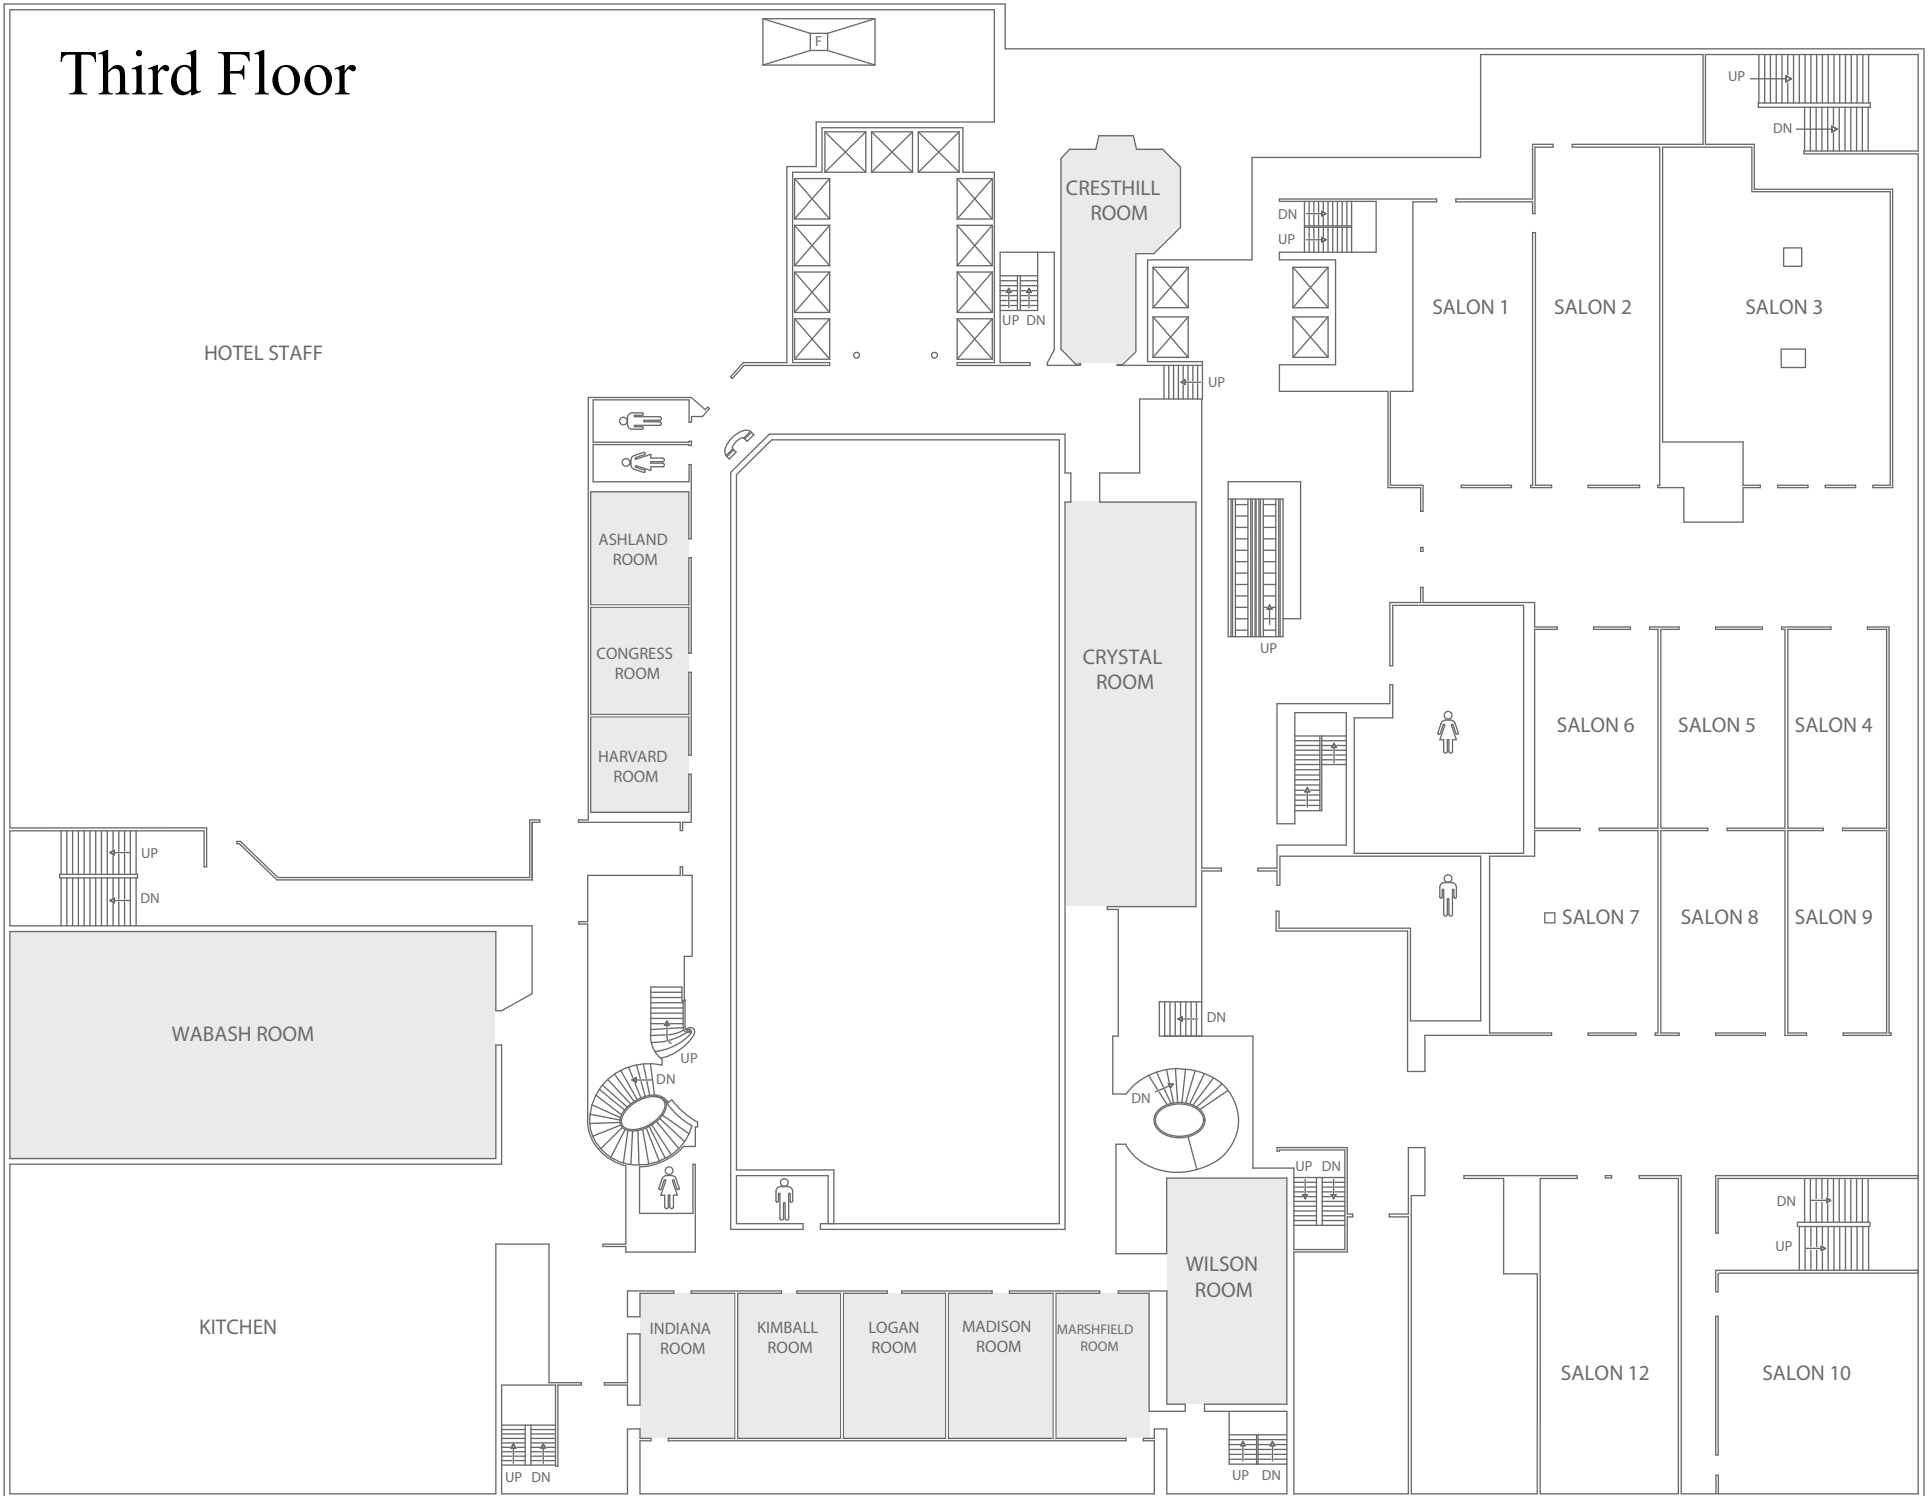 Third Floor
F
UP
DN
CRESTHILL
ROOM
DN
UP
UP DN
SALON 1
SALON 2
SALON 3
HOTEL STAFF
UP
ASHLAND
ROOM
CONGRESS
ROOM
HARVARD
ROOM
CRYSTAL
ROOM
UP
SALON 6
SALON 5
SALON 4
UP
DN
SALON 7
SALON 8
SALON 9
WABASH ROOM
DN
UP
DN
DN
UP DN
DN
UP
WILSON
ROOM
KITCHEN
INDIANA
ROOM
KIMBALL
ROOM
LOGAN
ROOM
MADISON
ROOM
MARSHFIELD
ROOM
SALON 12
SALON 10
UP DN
UP DN